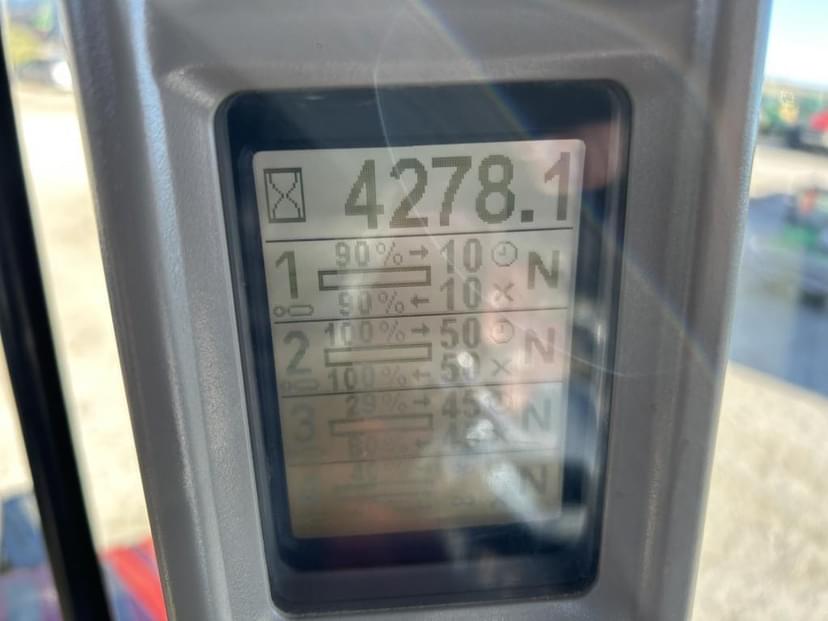 4278.1
1 90% → 10 N
90% ← 10 ×
2 100% → 50 N
100% ← 50 ×
3 29% → 45 N
N